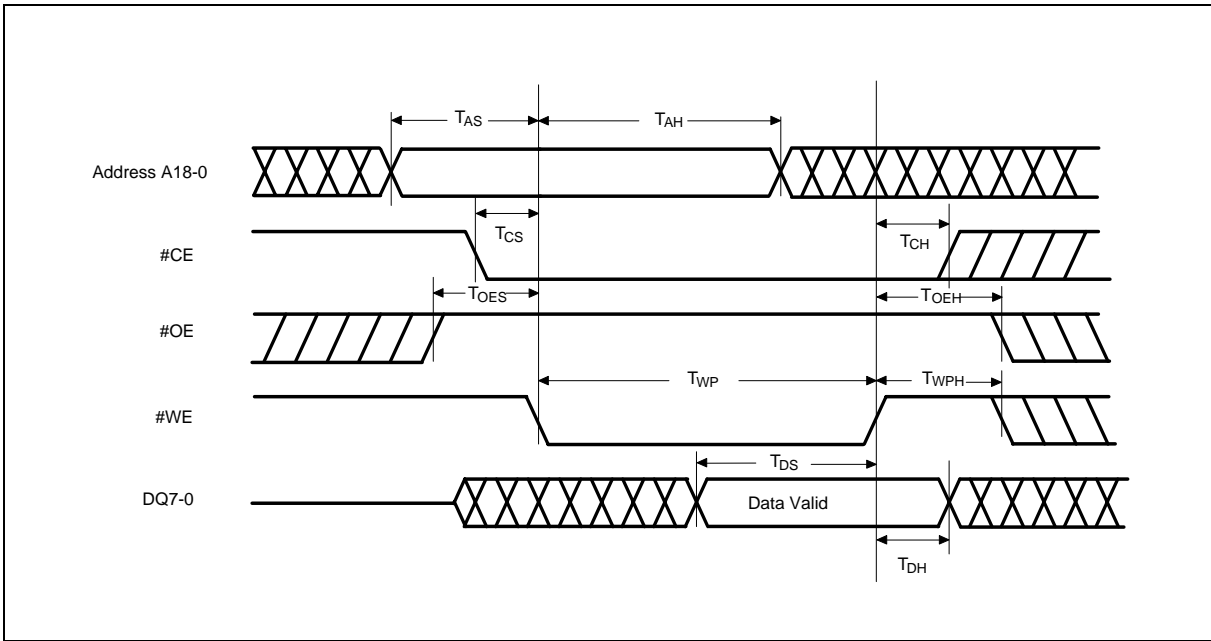 TAS
TAH
Address A18-0
TCS
TCH
#CE
TOES
TOEH
#OE
TWP
TWPH
#WE
TDS
DQ7-0
Data Valid
TDH